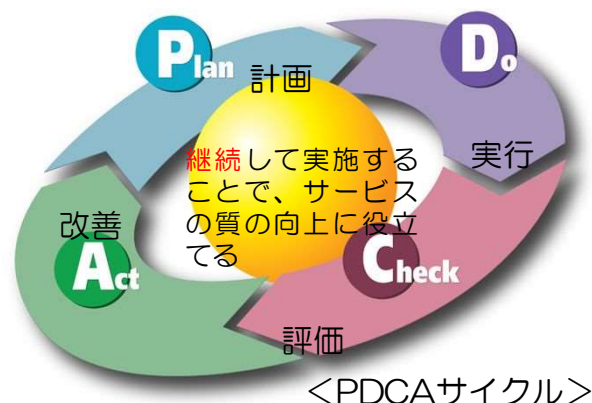 Plan
計画
Do
実行
継続して実施する
ことで、サービス
の質の向上に役立
てる
改善
Act
Check
評価
＜PDCAサイクル＞